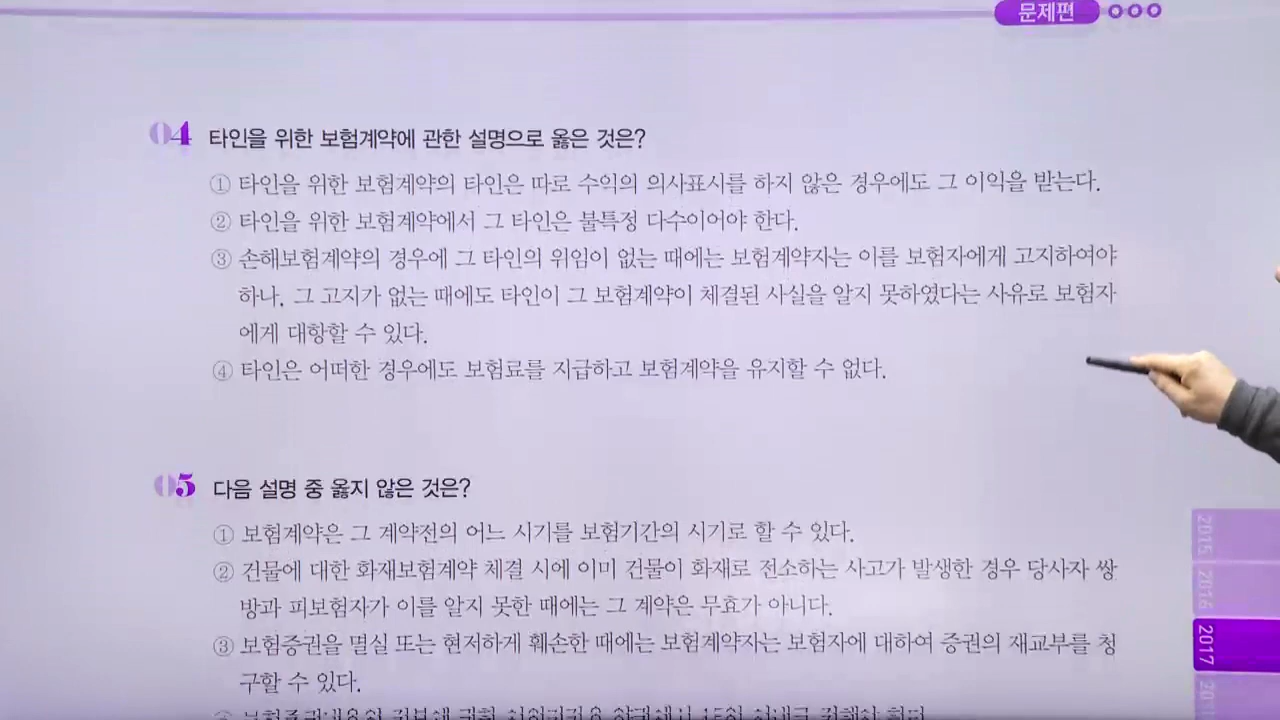 문제편
04 타인을 위한 보험계약에 관한 설명으로 옳은 것은?
① 타인을 위한 보험계약의 타인은 따로 수익의 의사표시를 하지 않은 경우에도 그 이익을 받는다.
② 타인을 위한 보험계약에서 그 타인은 불특정 다수이어야 한다.
③ 손해보험계약의 경우에 그 타인의 위임이 없는 때에는 보험계약자는 이를 보험자에게 고지하여야
하나, 그 고지가 없는 때에도 타인이 그 보험계약이 체결된 사실을 알지 못하였다는 사유로 보험자
에게 대항할 수 있다.
④ 타인은 어떠한 경우에도 보험료를 지급하고 보험계약을 유지할 수 없다.
05 다음 설명 중 옳지 않은 것은?
① 보험계약은 그 계약전의 어느 시기를 보험기간의 시기로 할 수 있다.
② 건물에 대한 화재보험계약 체결 시에 이미 건물이 화재로 전소하는 사고가 발생한 경우 당사자 쌍
방과 피보험자가 이를 알지 못한 때에는 그 계약은 무효가 아니다.
③ 보험증권을 멸실 또는 현저하게 훼손한 때에는 보험계약자는 보험자에 대하여 증권의 재교부를 청
구할 수 있다.
2015
2016
2017